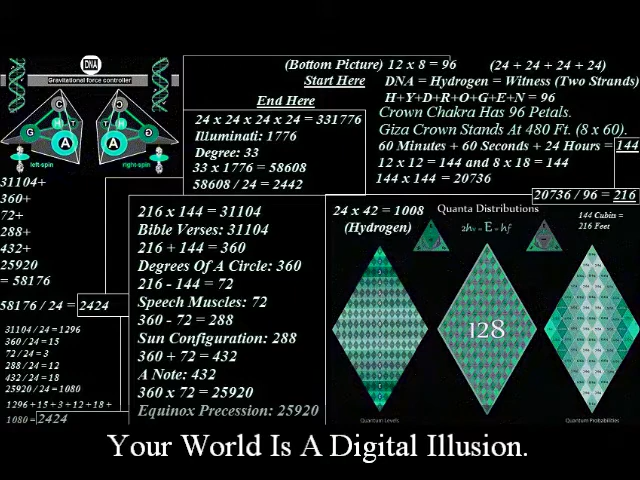 (Bottom Picture) 12 x 8 = 96
(24 + 24 + 24 + 24)
Start Here
DNA = Hydrogen = Witness (Two Strands)
H+Y+D+R+O+G+E+N = 96
End Here
Crown Chakra Has 96 Petals.
Giza Crown Stands At 480 Ft. (8 x 60).
60 Minutes + 60 Seconds + 24 Hours = 144
12 x 12 = 144 and 8 x 18 = 144
144 x 144 = 20736
20736 / 96 = 216
24 x 24 x 24 x 24 = 331776
Illuminati: 1776
Degree: 33
33 x 1776 = 58608
58608 / 24 = 2442
DNA
Gravitational force controller
C
G
H
T
A
C
T
H
G
A
left-spin
right-spin
31104+
360+
72+
288+
432+
25920
= 58176
58176 / 24 = 2424
31104 / 24 = 1296
360 / 24 = 15
72 / 24 = 3
288 / 24 = 12
432 / 24 = 18
25920 / 24 = 1080
1296 + 15 + 3 + 12 + 18 +
1080 = 2424
216 x 144 = 31104
Bible Verses: 31104
216 + 144 = 360
Degrees Of A Circle: 360
216 - 144 = 72
Speech Muscles: 72
360 - 72 = 288
Sun Configuration: 288
360 + 72 = 432
A Note: 432
360 x 72 = 25920
Equinox Precession: 25920
24 x 42 = 1008
(Hydrogen)
Quanta Distributions
2hv = E = hf
144 Cubits =
216 Feet
128
Quantum Levels
Quantum Probabilities
Your World Is A Digital Illusion.